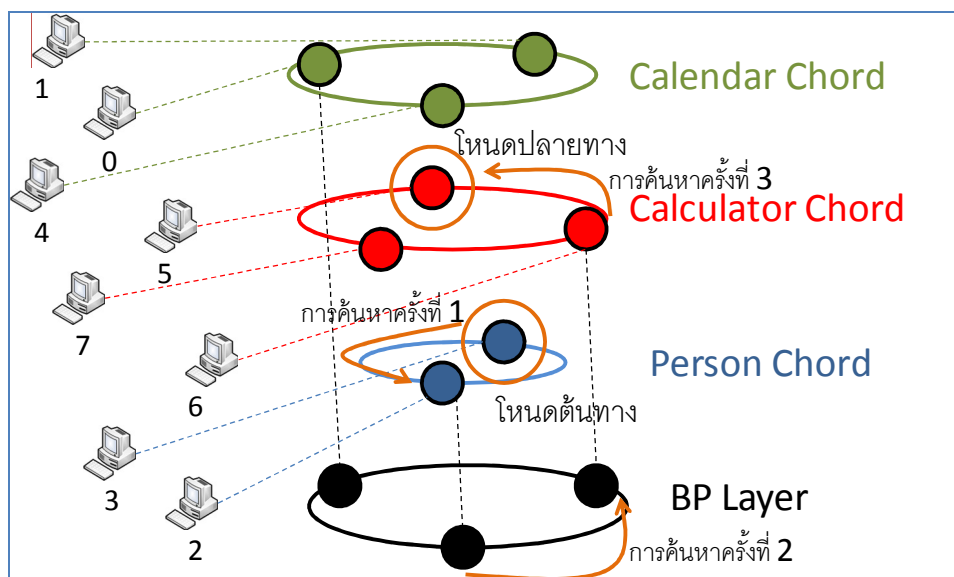 1
Calendar Chord
0
โหนดปลายทาง
การค้นหาครั้งที่ 3
4
5
Calculator Chord
7
การค้นหาครั้งที่ 1
6
Person Chord
โหนดต้นทาง
3
2
BP Layer
การค้นหาครั้งที่ 2